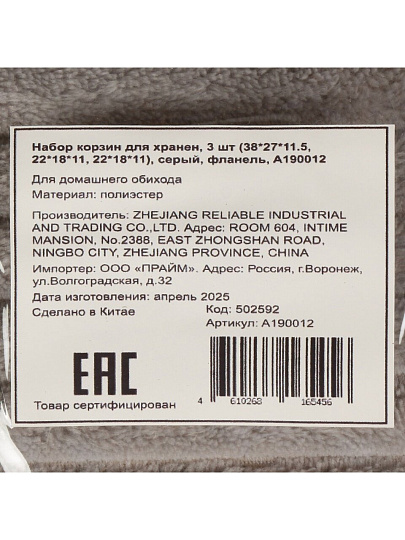 Набор корзин для хранен, 3 шт (38*27*11.5,
22*18*11, 22*18*11), серый, фланель, A190012
Для домашнего обихода
Материал: полиэстер
Производитель: ZHEJIANG RELIABLE INDUSTRIAL
AND TRADING CO.,LTD. Адрес: ROOM 604, INTIME
MANSION, No.2388, EAST ZHONGSHAN ROAD,
NINGBO CITY, ZHEJIANG PROVINCE, CHINA
Импортер: ООО «ПРАЙМ». Адрес: Россия, г.Воронеж,
ул.Волгоградская, д.32
Дата изготовления: апрель 2025
Сделано в Китае
Код: 502592
Артикул: A190012
EAC
Товар сертифицирован
4 610268 165456